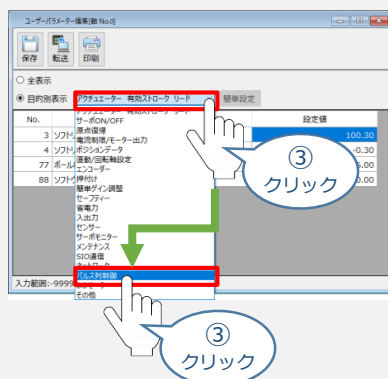 ユーザーパラメーター編集[軸 No.0]
保存 転送 印刷
全表示
目的別表示 アクチュエーター 有効ストローク リード 簡単設定
No. 設定値
3 ソフトリ 100.30
4 ソフトリ -0.30
77 ボール
88 ソフトウ
アクチュエーター 有効ストローク リード
サーボON/OFF
原点復帰
電流制限/モーター出力
ポジションデータ
直動/回転軸設定
エンコーダー
押付け
簡単ゲイン調整
セーフティー
省電力
入出力
センサー
サーボモニター
メンテナンス
SIO通信
パルス列制御
その他
入力範囲:-9999
③
クリック
③
クリック